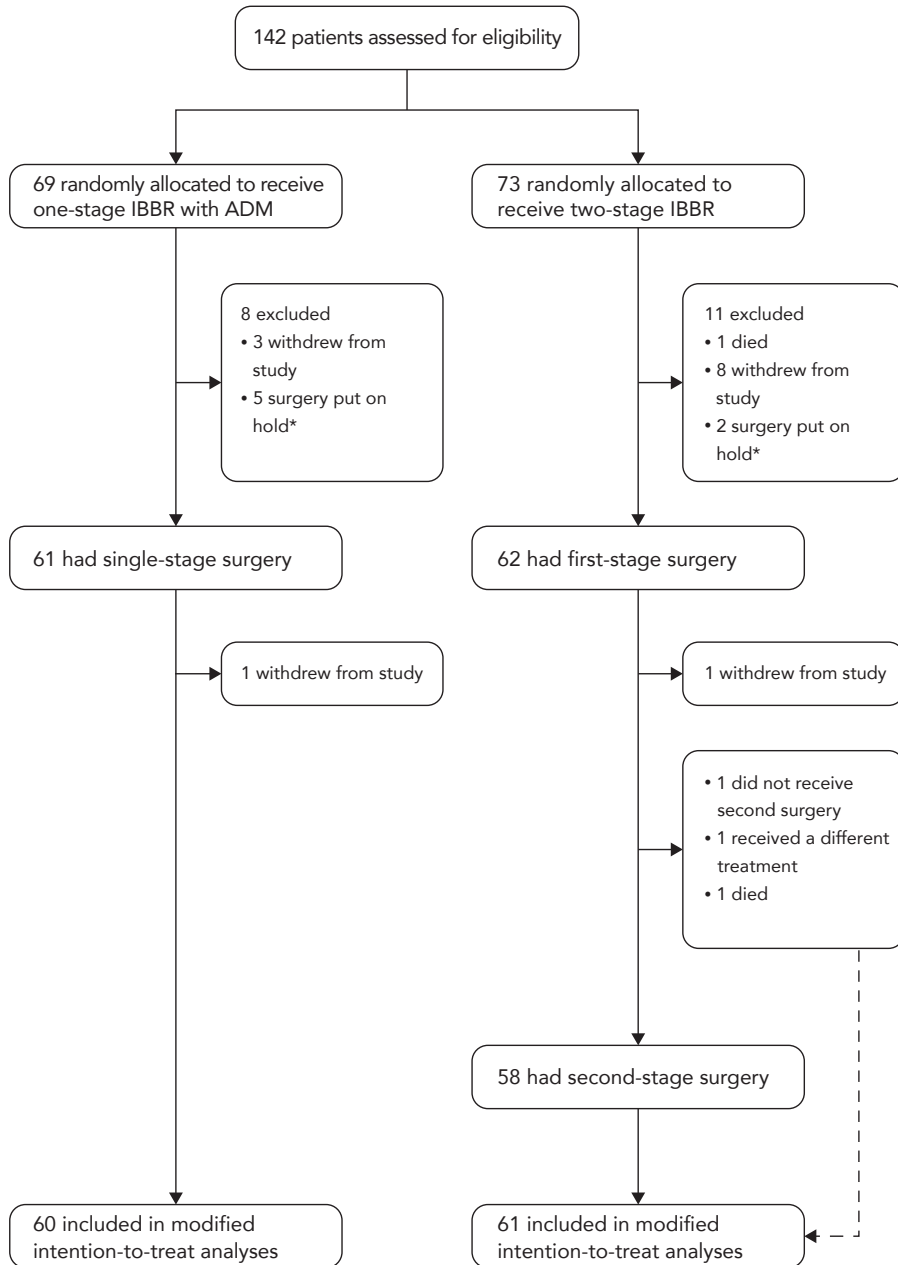 142 patients assessed for eligibility
69 randomly allocated to receive
one-stage IBBR with ADM
73 randomly allocated to
receive two-stage IBBR
8 excluded
• 3 withdrew from
study
• 5 surgery put on
hold*
11 excluded
• 1 died
• 8 withdrew from
study
• 2 surgery put on
hold*
61 had single-stage surgery
62 had first-stage surgery
1 withdrew from study
1 withdrew from study
• 1 did not receive
second surgery
• 1 received a different
treatment
• 1 died
58 had second-stage surgery
60 included in modified
intention-to-treat analyses
61 included in modified
intention-to-treat analyses